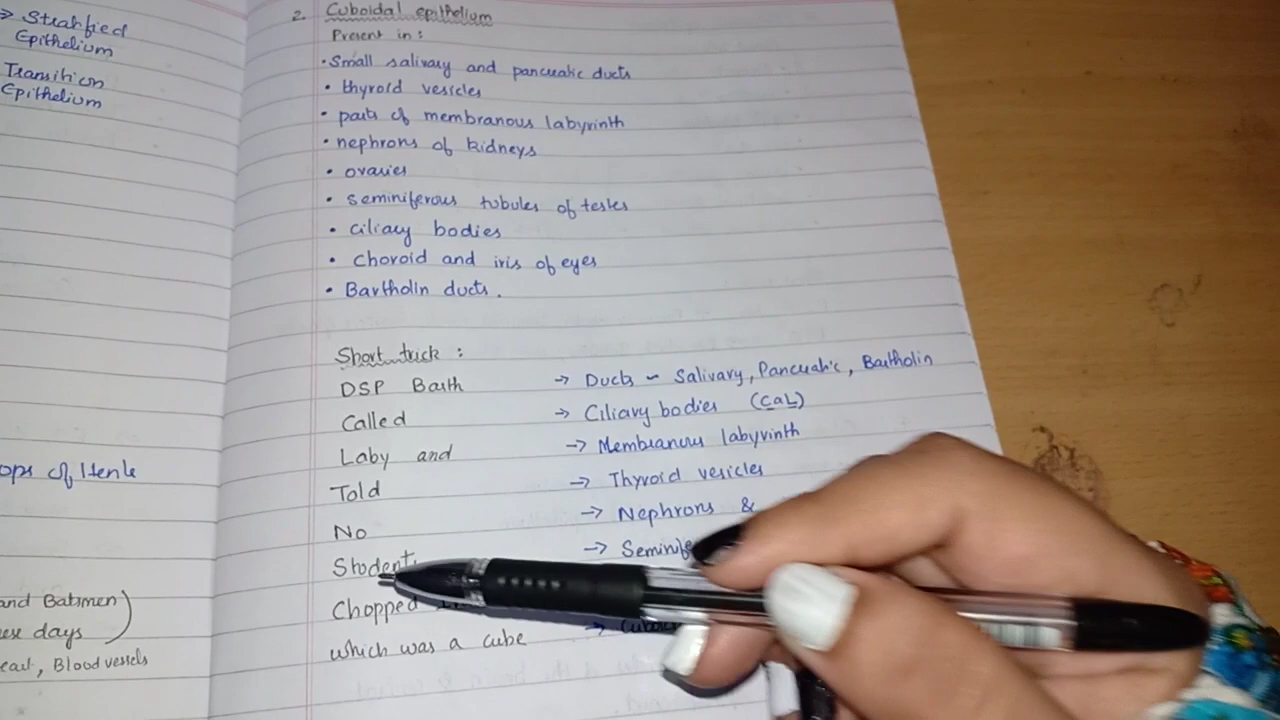 → Stratified
Epithelium
Transition
Epithelium
ops of Henle
and Batsmen
days
Blood vessels
2. Cuboidal epithelium
Present in :
• Small salivary and pancreatic ducts
• thyroid vesicles
• parts of membranous labyrinth
• nephrons of kidneys
• ovaries
• seminiferous tubules of testes
• ciliary bodies
• choroid and iris of eyes
• Bartholin ducts.
Short trick :
DSP Barth → Ducts - Salivary, Pancreatic, Bartholin
Called → Ciliary bodies (CaL)
Laby and → Membranous labyrinth
Told → Thyroid vesicles
No → Nephrons &
Student → Seminife
Chopped
which was a cube →